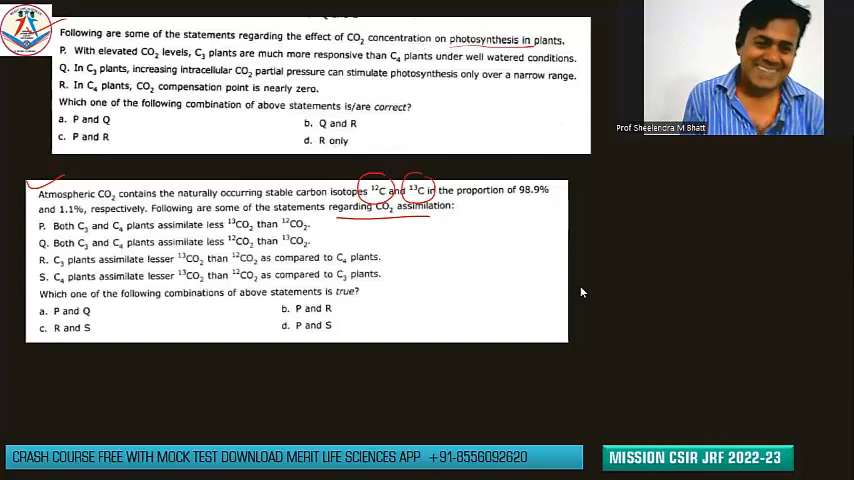 Following are some of the statements regarding the effect of CO₂ concentration on photosynthesis in plants.
P. With elevated CO₂ levels, C₃ plants are much more responsive than C₄ plants under well watered conditions.
Q. In C₃ plants, increasing intracellular CO₂ partial pressure can stimulate photosynthesis only over a narrow range.
R. In C₄ plants, CO₂ compensation point is nearly zero.
Which one of the following combination of above statements is/are correct?
a. P and Q
b. Q and R
c. P and R
d. R only
Prof Sheelendra M Bhatt
Atmospheric CO₂ contains the naturally occurring stable carbon isotopes ¹²C and ¹³C in the proportion of 98.9%
and 1.1%, respectively. Following are some of the statements regarding CO₂ assimilation:
P. Both C₃ and C₄ plants assimilate less ¹³CO₂ than ¹²CO₂.
Q. Both C₃ and C₄ plants assimilate less ¹²CO₂ than ¹³CO₂.
R. C₃ plants assimilate lesser ¹³CO₂ than ¹²CO₂ as compared to C₄ plants.
S. C₄ plants assimilate lesser ¹³CO₂ than ¹²CO₂ as compared to C₃ plants.
Which one of the following combinations of above statements is true?
a. P and Q
b. P and R
c. R and S
d. P and S
CRASH COURSE FREE WITH MOCK TEST DOWNLOAD MERIT LIFE SCIENCES APP +91-8556092620
MISSION CSIR JRF 2022-23